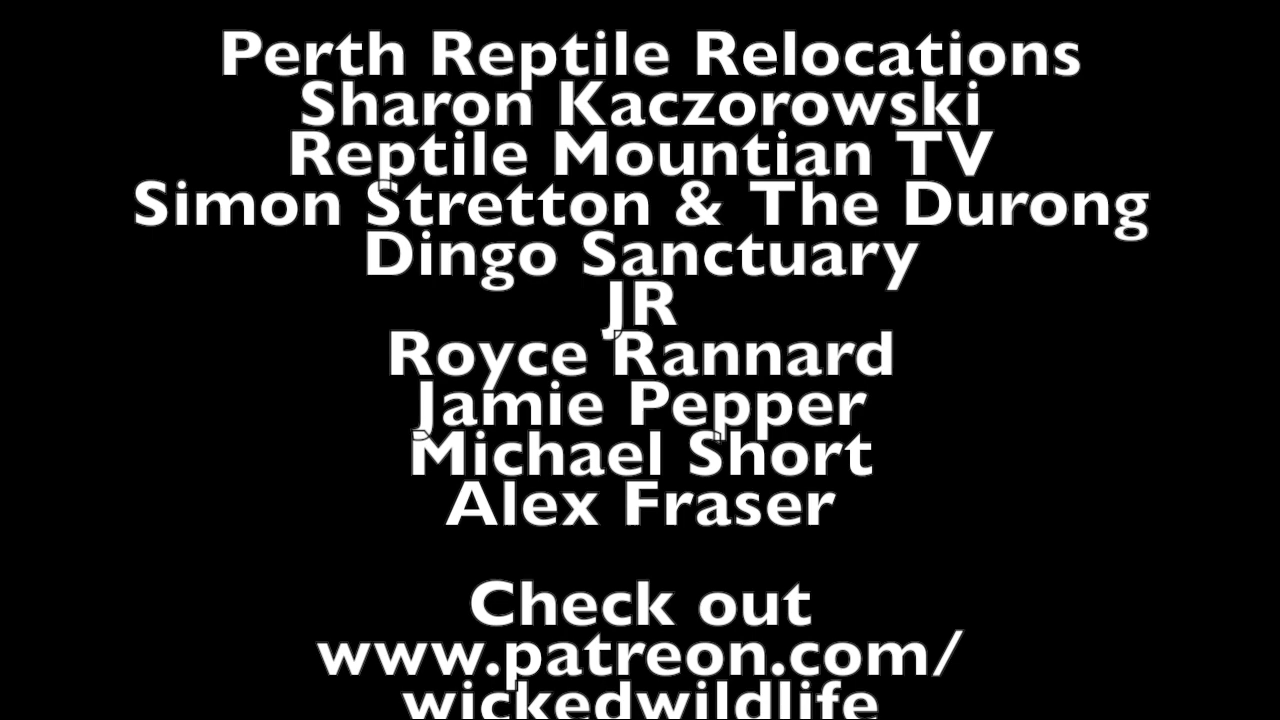 Perth Reptile Relocations
Sharon Kaczorowski
Reptile Mountian TV
Simon Stretton & The Durong
Dingo Sanctuary
JR
Royce Rannard
Jamie Pepper
Michael Short
Alex Fraser
Check out
www.patreon.com/
wickedwildlife